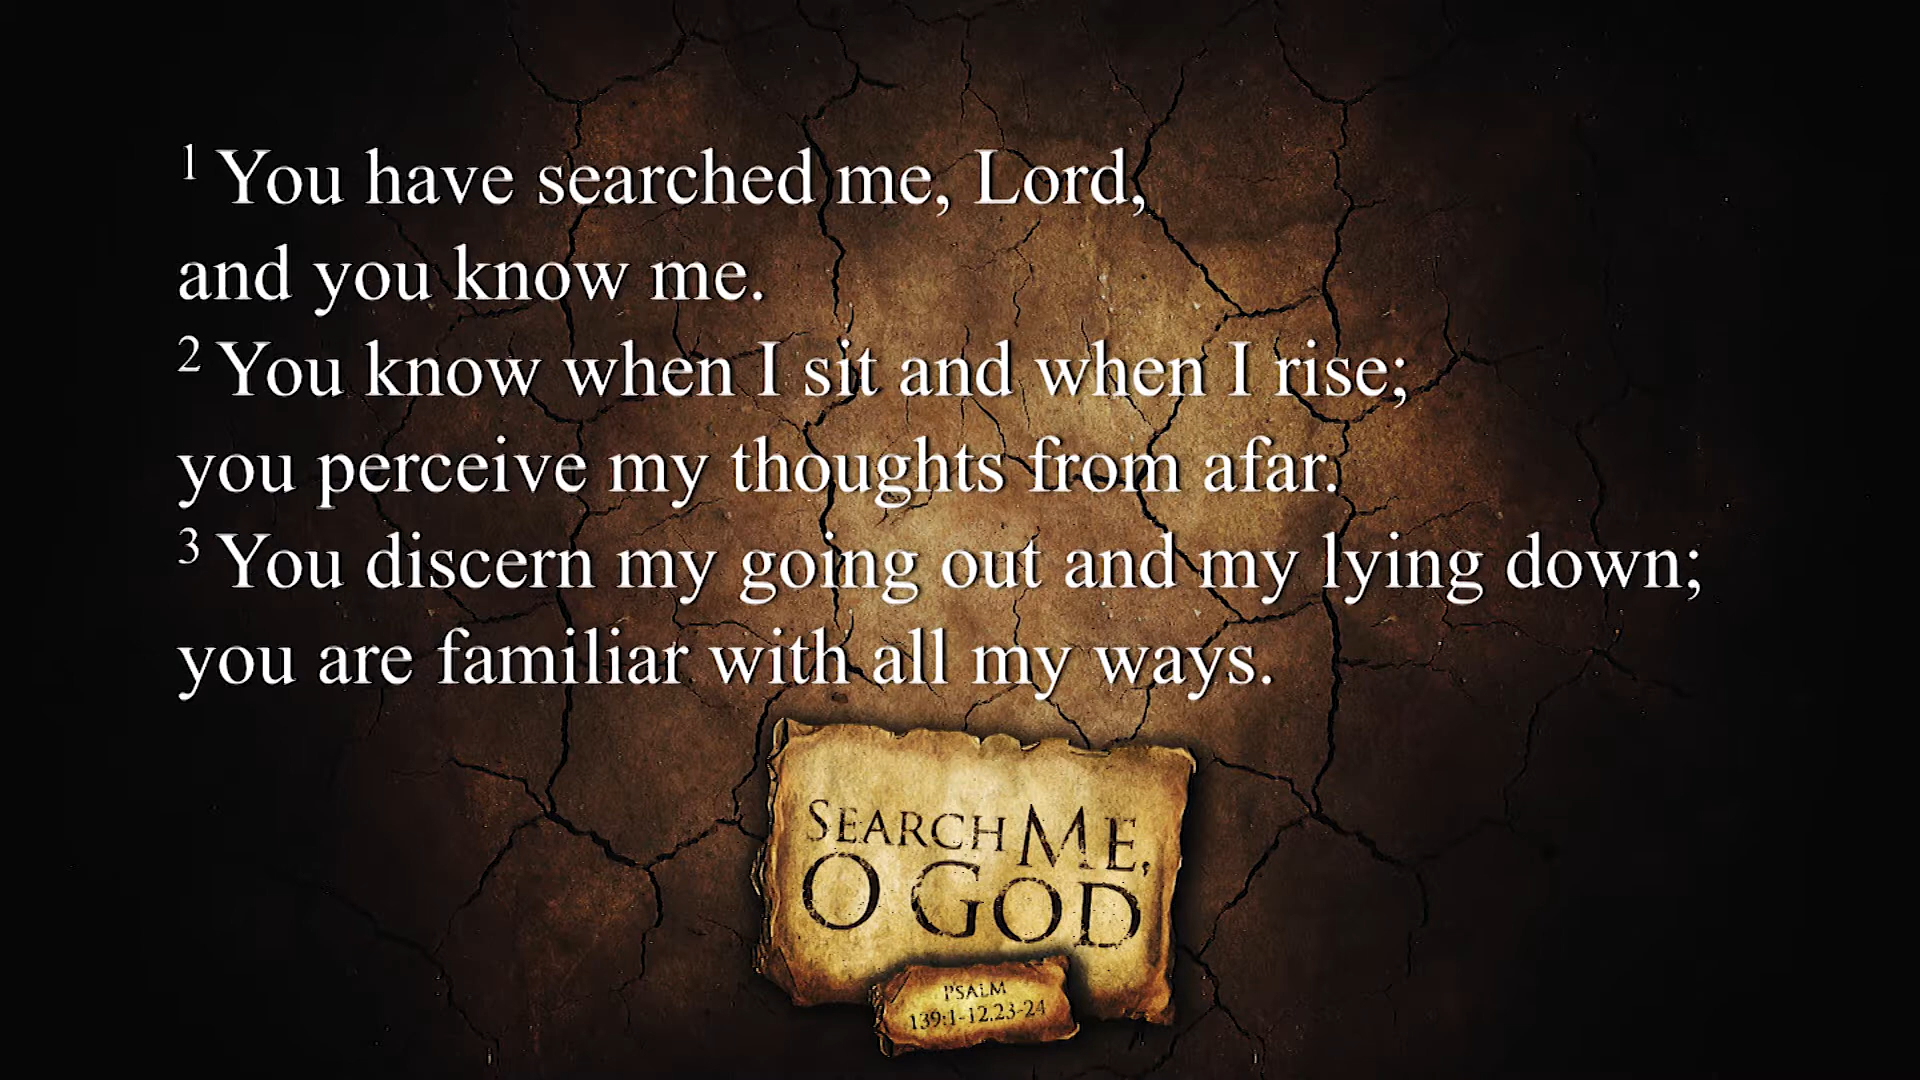 1 You have searched me, Lord,
and you know me.
2 You know when I sit and when I rise;
you perceive my thoughts from afar.
3 You discern my going out and my lying down;
you are familiar with all my ways.
SEARCH ME,
O GOD
PSALM
139:1-12.23-24